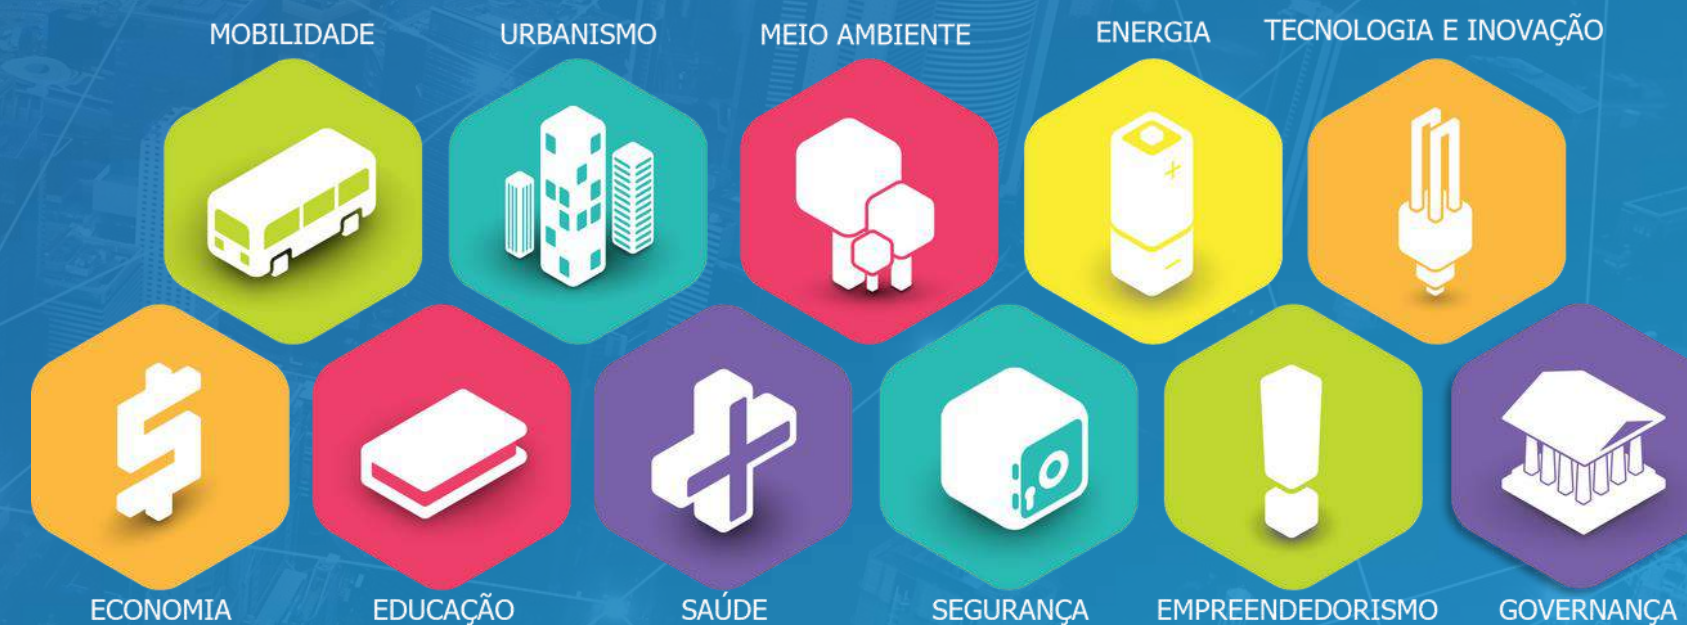 MOBILIDADE
URBANISMO
MEIO AMBIENTE
ENERGIA
TECNOLOGIA E INOVAÇÃO
ECONOMIA
EDUCAÇÃO
SAÚDE
SEGURANÇA
EMPREENDEDORISMO
GOVERNANÇA